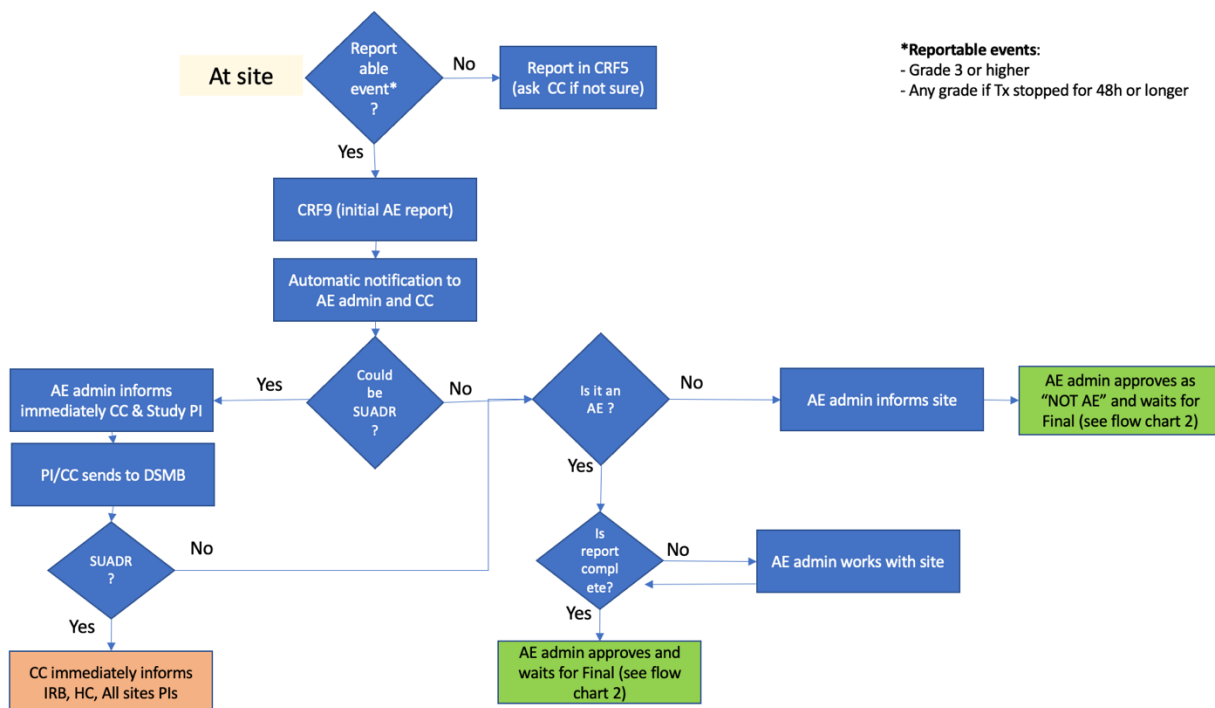 At site
Report
able
event*
?
No
Report in CRF5
(ask CC if not sure)
*Reportable events:
- Grade 3 or higher
- Any grade if Tx stopped for 48h or longer
Yes
CRF9 (initial AE report)
Automatic notification to
AE admin and CC
Could
be
SUADR
?
Yes
No
AE admin informs
immediately CC & Study PI
PI/CC sends to DSMB
SUADR
?
No
Yes
CC immediately informs
IRB, HC, All sites PIs
Is it an
AE ?
No
AE admin informs site
AE admin approves as
“NOT AE” and waits for
Final (see flow chart 2)
Yes
Is
report
compl
ete?
No
AE admin works with site
Yes
AE admin approves and
waits for Final (see flow
chart 2)